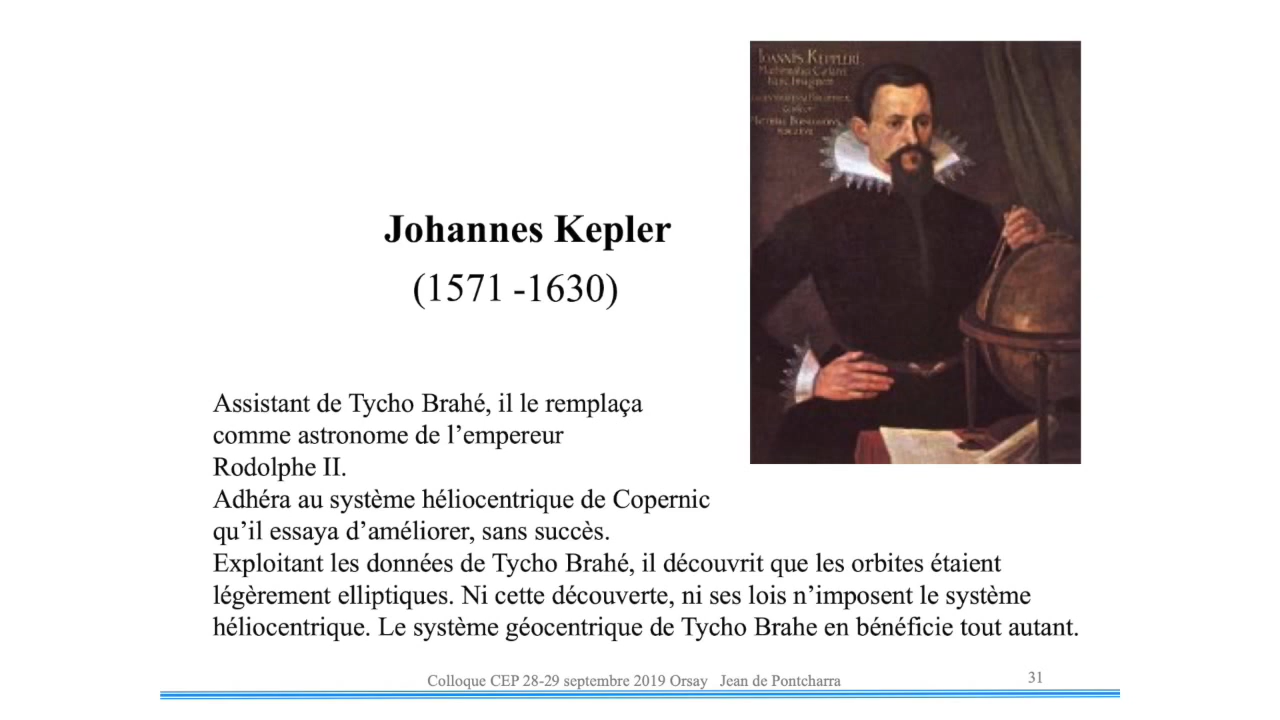 IOANNIS KEPPLERI
Johannes Kepler
(1571 -1630)
Assistant de Tycho Brahé, il le remplaça
comme astronome de l’empereur
Rodolphe II.
Adhéra au système héliocentrique de Copernic
qu’il essaya d’améliorer, sans succès.
Exploitant les données de Tycho Brahé, il découvrit que les orbites étaient
légèrement elliptiques. Ni cette découverte, ni ses lois n’imposent le système
héliocentrique. Le système géocentrique de Tycho Brahe en bénéficie tout autant.
Colloque CEP 28-29 septembre 2019 Orsay Jean de Pontcharra
31